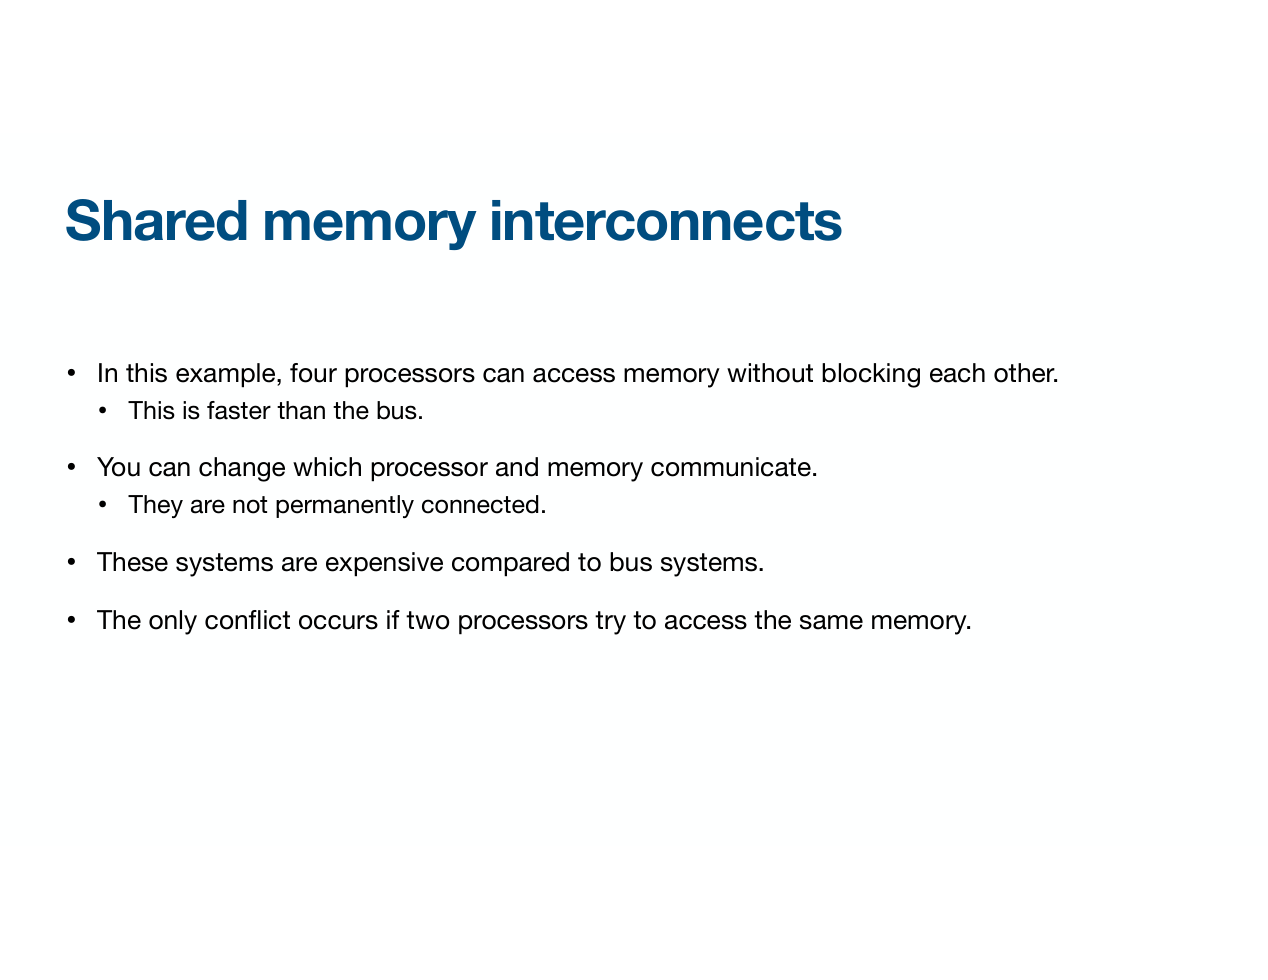 Shared memory interconnects
• In this example, four processors can access memory without blocking each other.
• This is faster than the bus.
• You can change which processor and memory communicate.
• They are not permanently connected.
• These systems are expensive compared to bus systems.
• The only conflict occurs if two processors try to access the same memory.